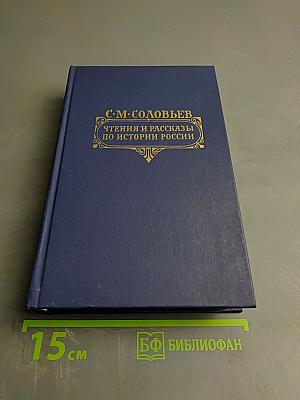 С·М·СОЛОВЬЕВ
ЧТЕНИЯ И РАССКАЗЫ
ПО ИСТОРИИ РОССИИ
15 см
БФ БИБЛИОФАН